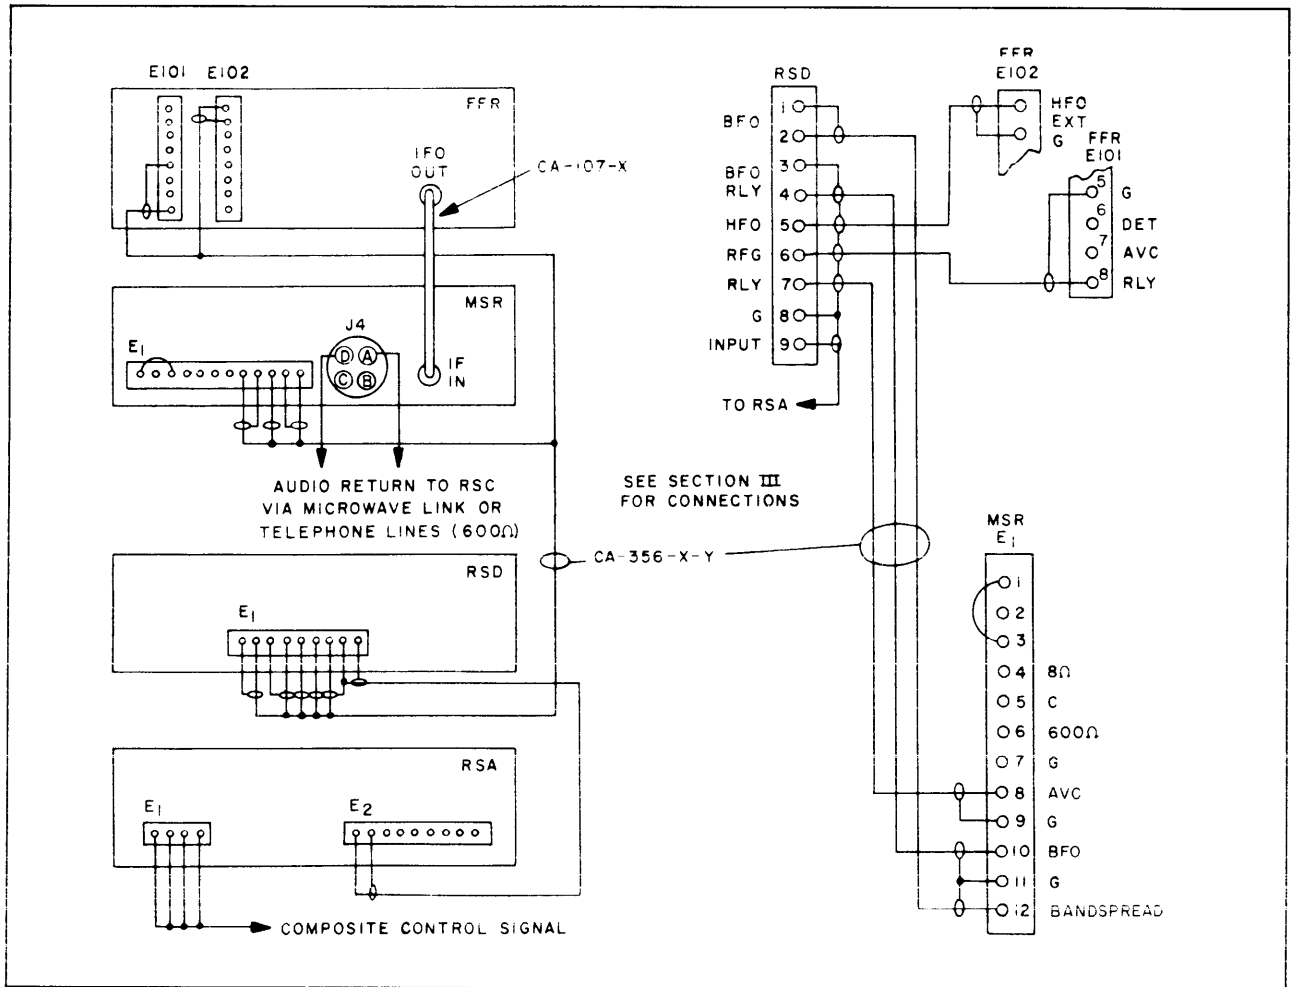 E101 E102
FFR
IFO
OUT
CA-107-X
MSR
J4
E1
D A
C B
IF
IN
AUDIO RETURN TO RSC
VIA MICROWAVE LINK OR
TELEPHONE LINES (600Ω)
RSD
E1
RSA
E1
E2
COMPOSITE CONTROL SIGNAL
SEE SECTION III
FOR CONNECTIONS
CA-356-X-Y
RSD
BFO
1
2
BFO
RLY
3
4
HFO 5
RFG 6
RLY 7
G 8
INPUT 9
TO RSA
FFR
E102
HFO
EXT
G
FFR
E101
5 G
6 DET
7 AVC
8 RLY
MSR
E1
1
2
3
4 8Ω
5 C
6 600Ω
7 G
8 AVC
9 G
10 BFO
11 G
12 BANDSPREAD